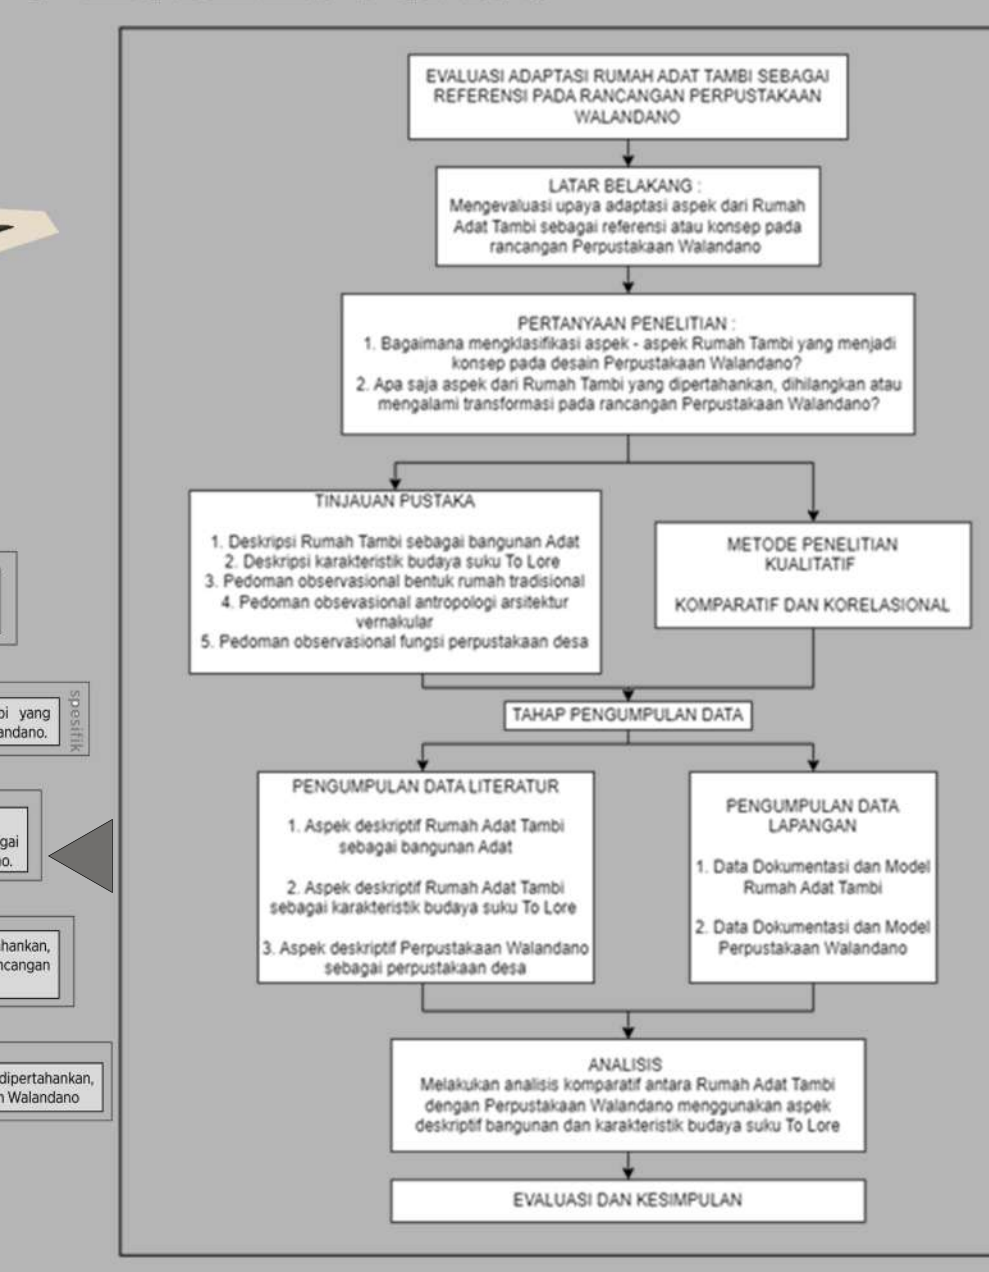 EVALUASI ADAPTASI RUMAH ADAT TAMBI SEBAGAI
REFERENSI PADA RANCANGAN PERPUSTAKAAN
WALANDANO
LATAR BELAKANG :
Mengevaluasi upaya adaptasi aspek dari Rumah
Adat Tambi sebagai referensi atau konsep pada
rancangan Perpustakaan Walandano
PERTANYAAN PENELITIAN :
1. Bagaimana mengklasifikasi aspek - aspek Rumah Tambi yang menjadi
konsep pada desain Perpustakaan Walandano?
2. Apa saja aspek dari Rumah Tambi yang dipertahankan, dihilangkan atau
mengalami transformasi pada rancangan Perpustakaan Walandano?
TINJAUAN PUSTAKA
1. Deskripsi Rumah Tambi sebagai bangunan Adat
2. Deskripsi karakteristik budaya suku To Lore
3. Pedoman observasional bentuk rumah tradisional
4. Pedoman obsevasional antropologi arsitektur
vernakular
5. Pedoman observasional fungsi perpustakaan desa
METODE PENELITIAN
KUALITATIF
KOMPARATIF DAN KORELASIONAL
TAHAP PENGUMPULAN DATA
PENGUMPULAN DATA LITERATUR
1. Aspek deskriptif Rumah Adat Tambi
sebagai bangunan Adat
2. Aspek deskriptif Rumah Adat Tambi
sebagai karakteristik budaya suku To Lore
3. Aspek deskriptif Perpustakaan Walandano
sebagai perpustakaan desa
PENGUMPULAN DATA
LAPANGAN
1. Data Dokumentasi dan Model
Rumah Adat Tambi
2. Data Dokumentasi dan Model
Perpustakaan Walandano
ANALISIS
Melakukan analisis komparatif antara Rumah Adat Tambi
dengan Perpustakaan Walandano menggunakan aspek
deskriptif bangunan dan karakteristik budaya suku To Lore
EVALUASI DAN KESIMPULAN
yang
spesifik
dipertahankan,
Walandano